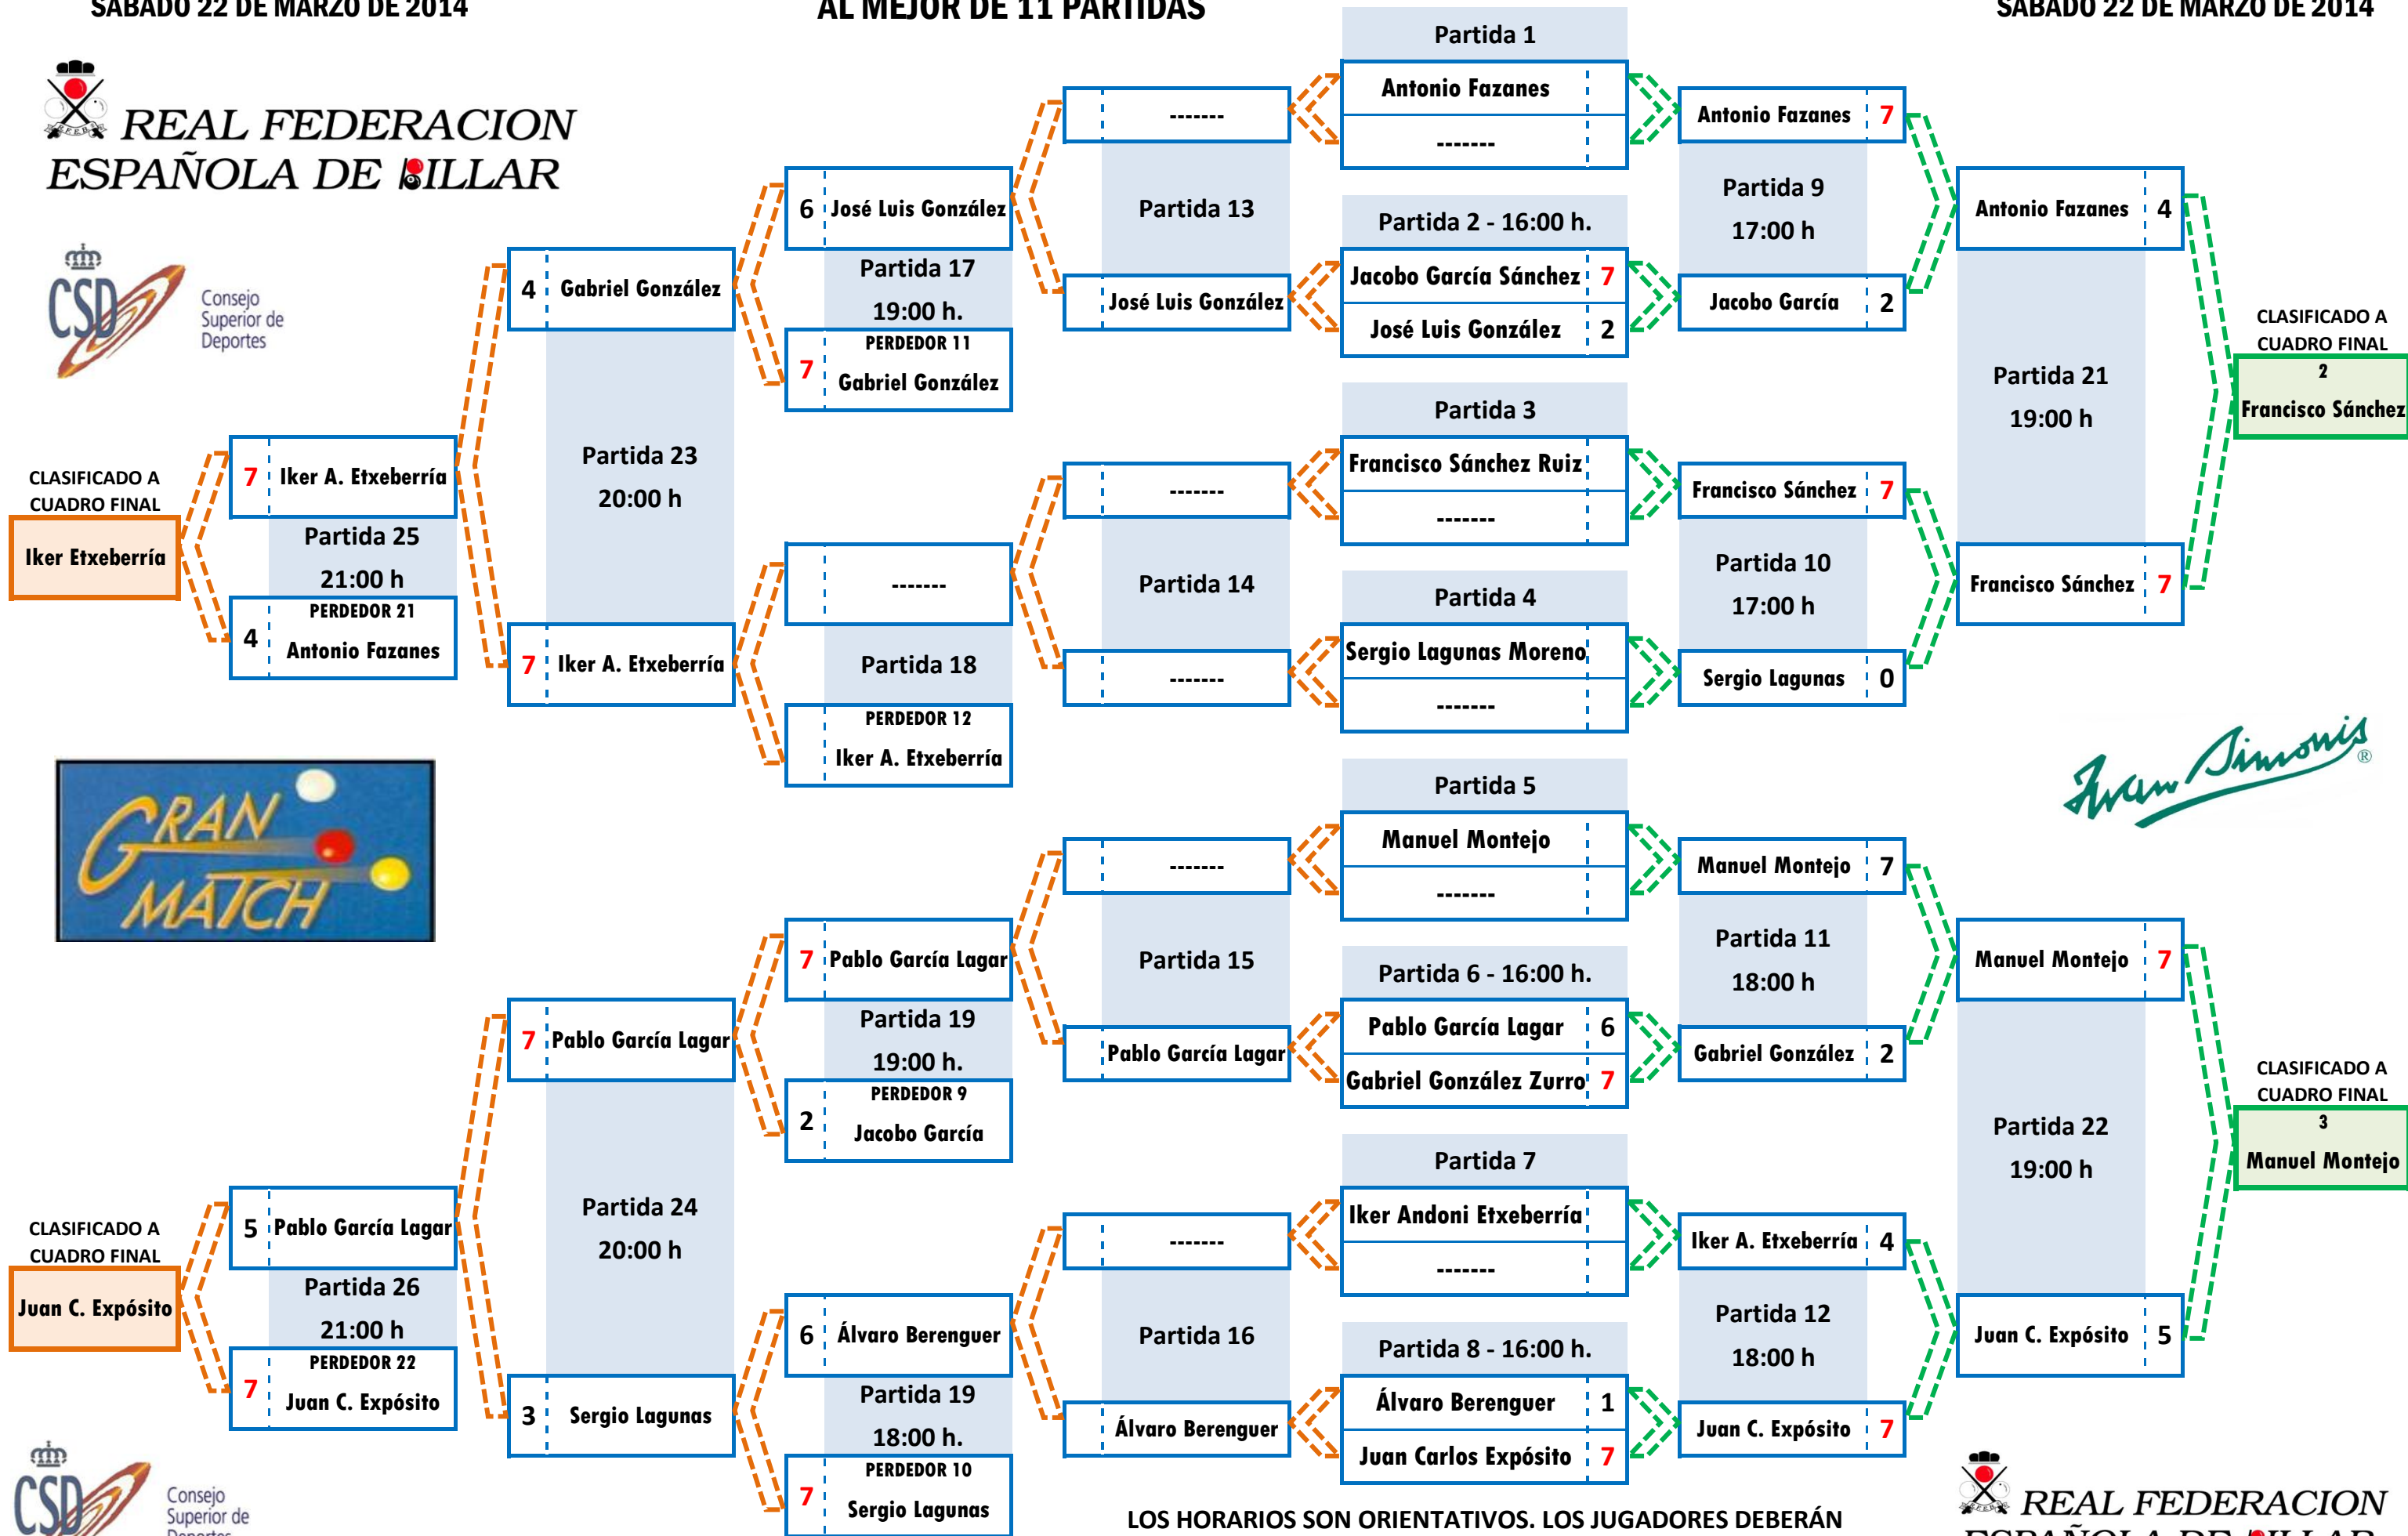 SÁBADO 22 DE MARZO DE 2014
AL MEJOR DE 11 PARTIDAS
SÁBADO 22 DE MARZO DE 2014
REAL FEDERACION
ESPAÑOLA DE BILLAR
CSD
Consejo
Superior de
Deportes
CLASIFICADO A
CUADRO FINAL
Iker Etxeberría
7 Iker A. Etxeberría
Partida 25
21:00 h
PERDEDOR 21
4 Antonio Fazanes
GRAN
MATCH
CLASIFICADO A
CUADRO FINAL
Juan C. Expósito
5 Pablo García Lagar
Partida 26
21:00 h
PERDEDOR 22
7 Juan C. Expósito
CSD
Consejo
Superior de
Deportes
4 Gabriel González
Partida 23
20:00 h
7 Iker A. Etxeberría
7 Pablo García Lagar
Partida 24
20:00 h
3 Sergio Lagunas
6 José Luis González
Partida 17
19:00 h.
PERDEDOR 11
7 Gabriel González
-------
Partida 18
PERDEDOR 12
Iker A. Etxeberría
7 Pablo García Lagar
Partida 19
19:00 h.
PERDEDOR 9
2 Jacobo García
6 Álvaro Berenguer
Partida 19
18:00 h.
PERDEDOR 10
7 Sergio Lagunas
-------
Partida 13
José Luis González
-------
Partida 14
-------
-------
Partida 15
Pablo García Lagar
-------
Partida 16
Álvaro Berenguer
Partida 1
Antonio Fazanes
-------
Partida 2 - 16:00 h.
Jacobo García Sánchez 7
José Luis González 2
Partida 3
Francisco Sánchez Ruiz
-------
Partida 4
Sergio Lagunas Moreno
-------
Partida 5
Manuel Montejo
-------
Partida 6 - 16:00 h.
Pablo García Lagar 6
Gabriel González Zurro 7
Partida 7
Iker Andoni Etxeberría
-------
Partida 8 - 16:00 h.
Álvaro Berenguer 1
Juan Carlos Expósito 7
LOS HORARIOS SON ORIENTATIVOS. LOS JUGADORES DEBERÁN
Antonio Fazanes 7
Partida 9
17:00 h
Jacobo García 2
Francisco Sánchez 7
Partida 10
17:00 h
Sergio Lagunas 0
Manuel Montejo 7
Partida 11
18:00 h
Gabriel González 2
Iker A. Etxeberría 4
Partida 12
18:00 h
Juan C. Expósito 7
Antonio Fazanes 4
Partida 21
19:00 h
Francisco Sánchez 7
Manuel Montejo 7
Partida 22
19:00 h
Juan C. Expósito 5
CLASIFICADO A
CUADRO FINAL
2
Francisco Sánchez
Iwan Simonis ®
CLASIFICADO A
CUADRO FINAL
3
Manuel Montejo
REAL FEDERACION
ESPAÑOLA DE BILLAR